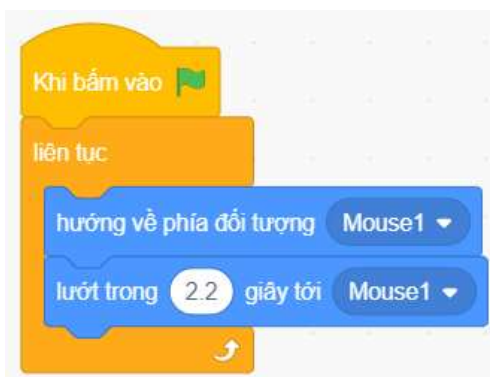 Khi bấm vào
liên tục
hướng về phía đối tượng Mouse1
lướt trong 2.2 giây tới Mouse1